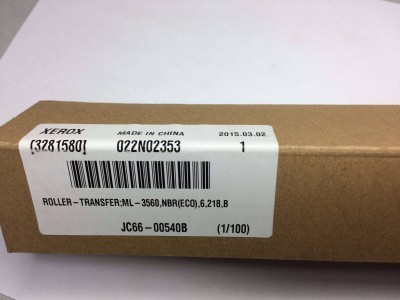 XEROX MADE IN CHINA 2015.03.02
[3281580[ 022N02353 1
ROLLER-TRANSFER;ML-3560,NBR(ECO),6,218,B
JC66-00540B (1/100)